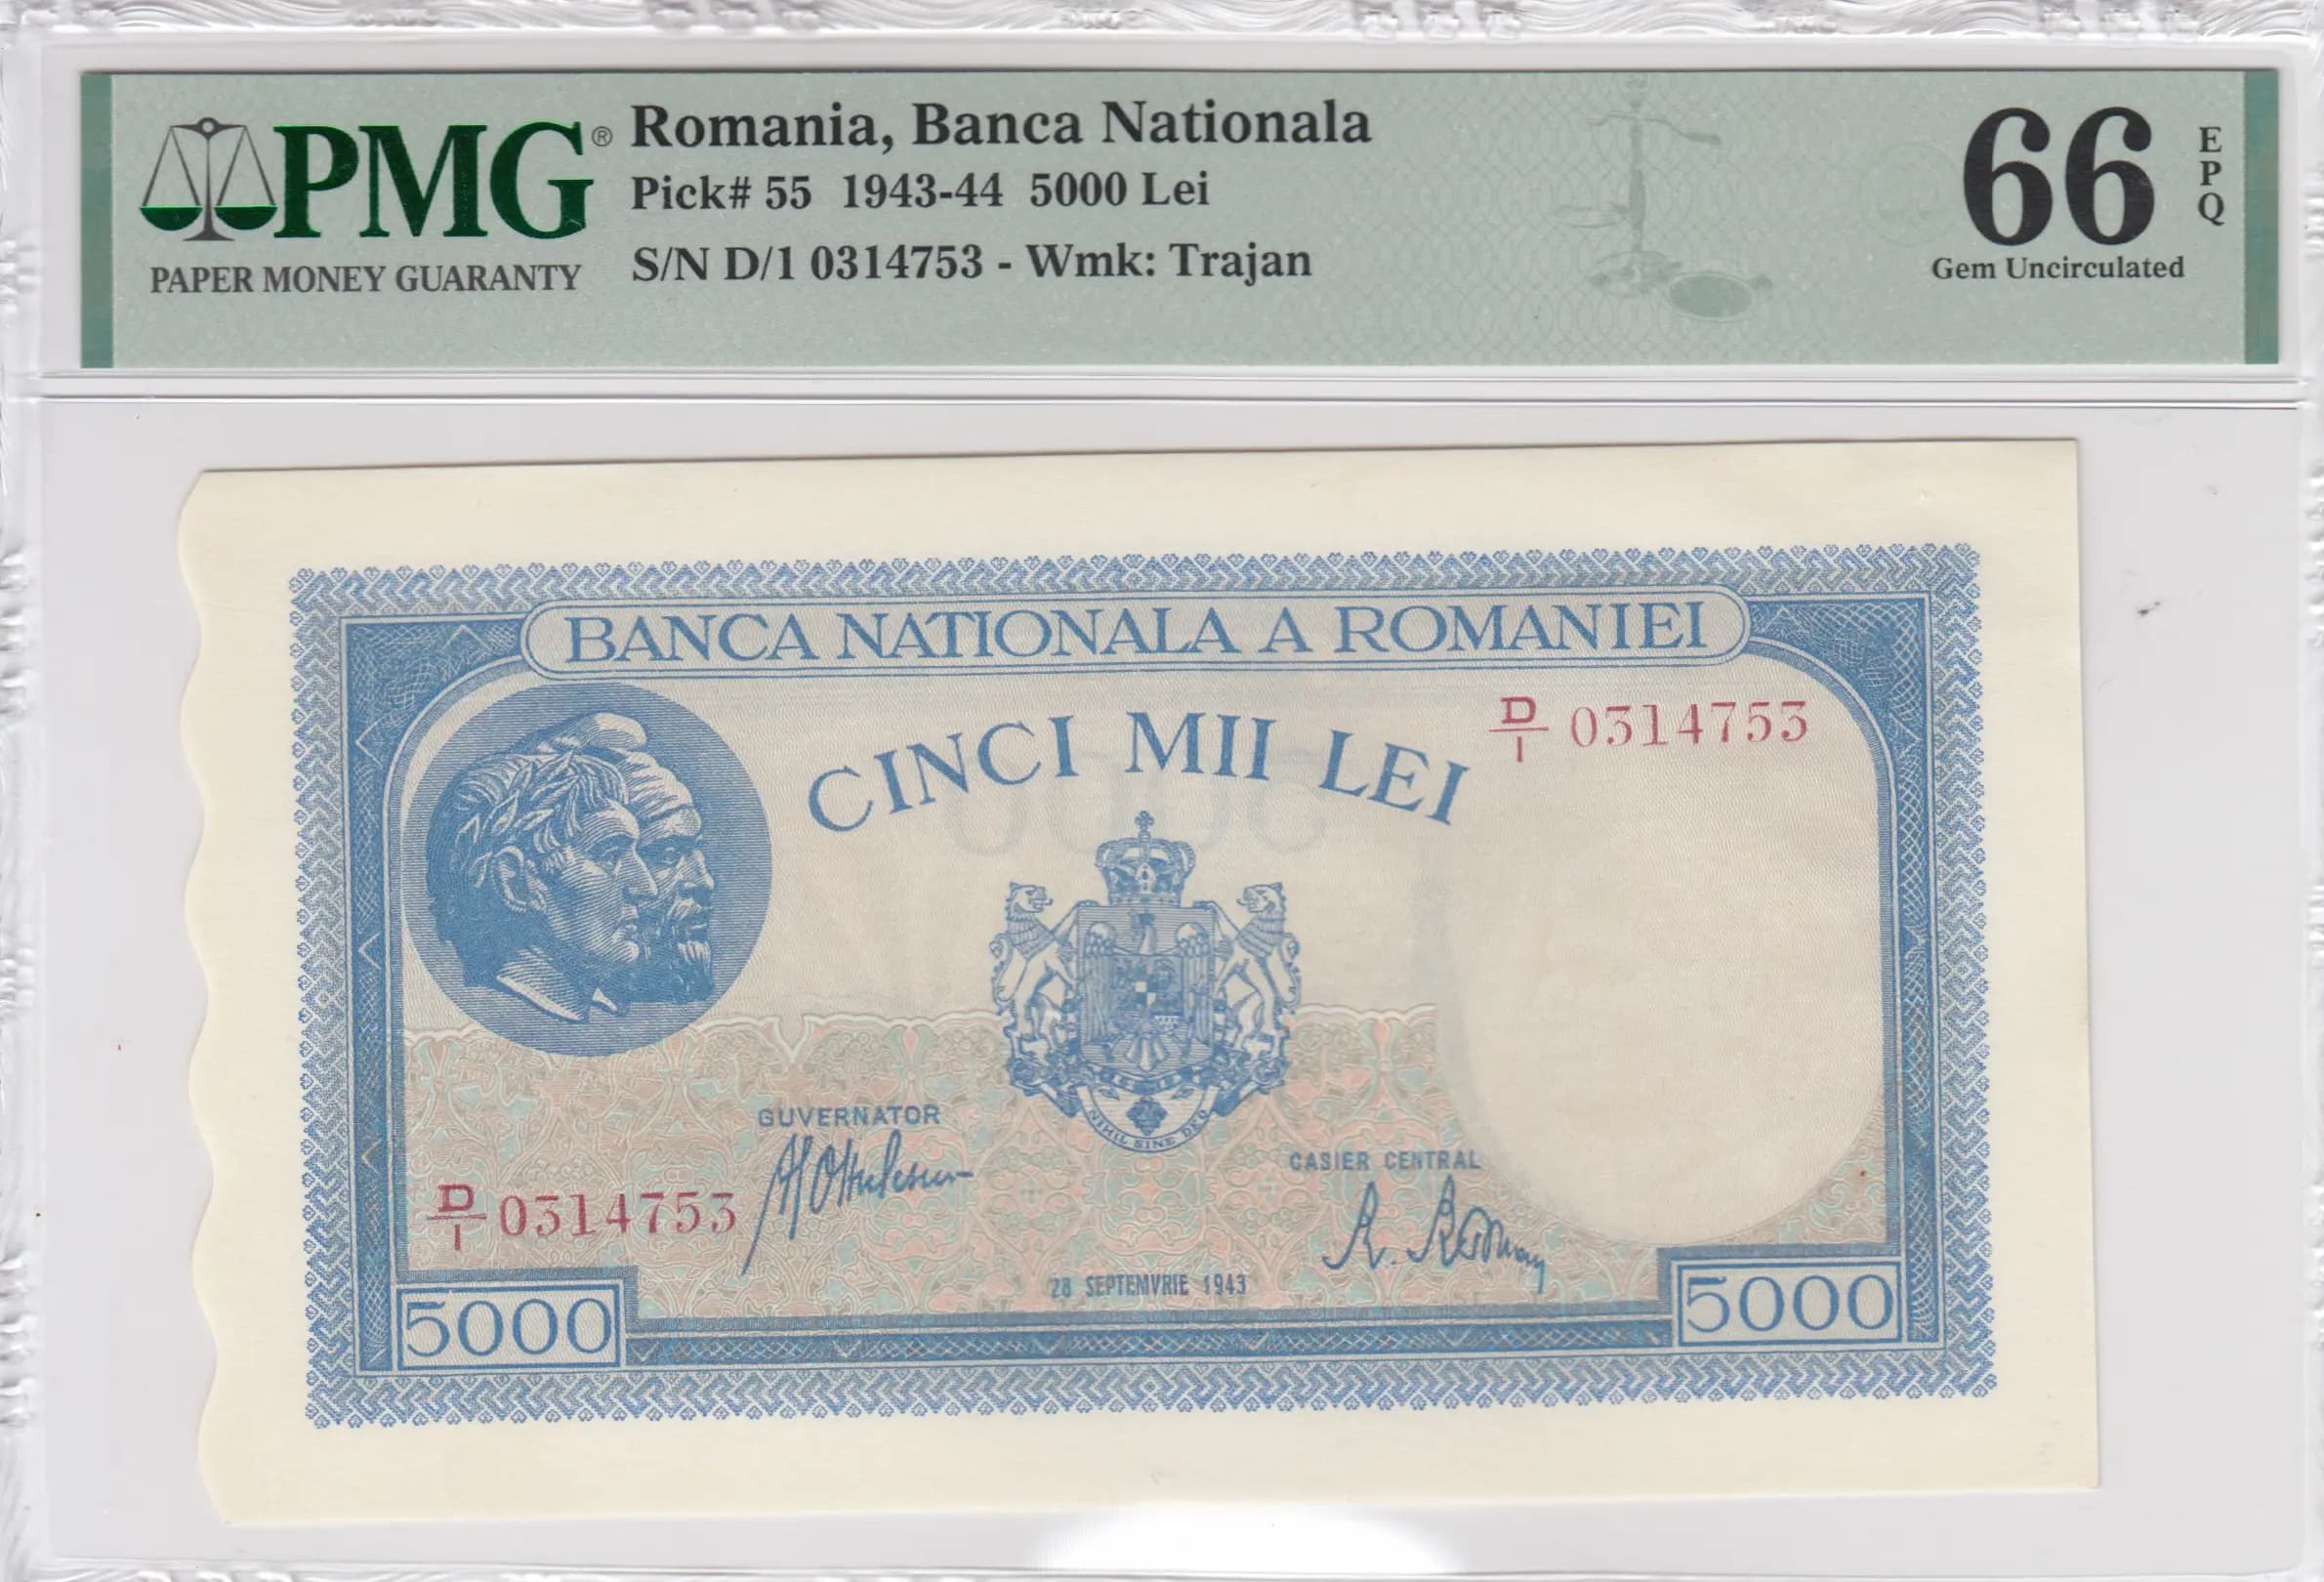 PMG®
PAPER MONEY GUARANTY
Romania, Banca Nationala
Pick# 55 1943-44 5000 Lei
S/N D/1 0314753 - Wmk: Trajan
66
EPQ
Gem Uncirculated
BANCA NATIONALA A ROMANIEI
CINCI MII LEI
D/1 0314753
NIHIL SINE DEO
GUVERNATOR
CASIER CENTRAL
D/1 0314753
28 SEPTEMVRIE 1943
5000
5000